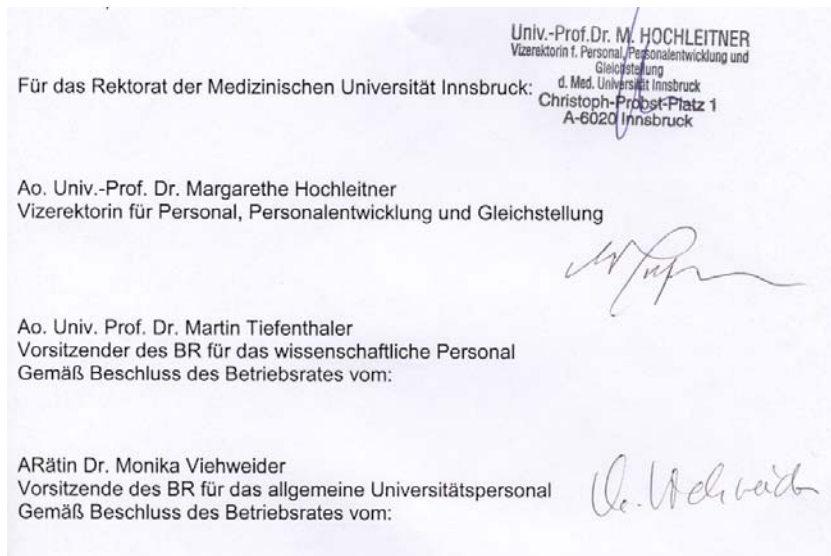 Univ.-Prof.Dr. M. HOCHLEITNER
Vizerektorin f. Personal, Personalentwicklung und
Gleichstellung
d. Med. Universität Innsbruck
Christoph-Probst-Platz 1
A-6020 Innsbruck
Für das Rektorat der Medizinischen Universität Innsbruck:
Ao. Univ.-Prof. Dr. Margarethe Hochleitner
Vizerektorin für Personal, Personalentwicklung und Gleichstellung
Ao. Univ. Prof. Dr. Martin Tiefenthaler
Vorsitzender des BR für das wissenschaftliche Personal
Gemäß Beschluss des Betriebsrates vom:
ARätin Dr. Monika Viehweider
Vorsitzende des BR für das allgemeine Universitätspersonal
Gemäß Beschluss des Betriebsrates vom: